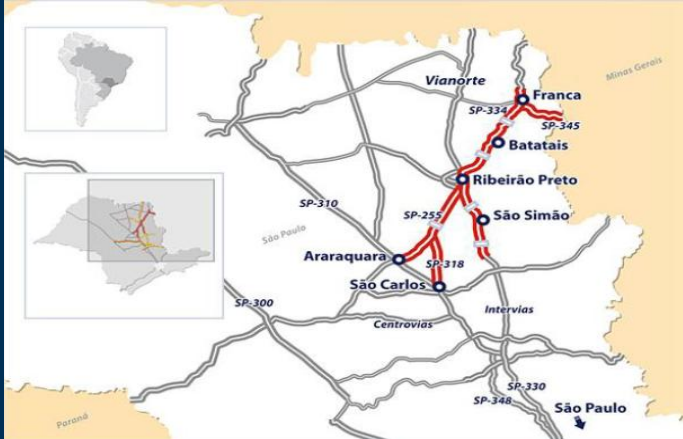 Minas Gerais
Vianorte
Franca
SP-334
SP-345
Batatais
Ribeirão Preto
SP-310
SP-255
São Simão
São Paulo
Araraquara
SP-318
São Carlos
SP-300
Intervias
Centrovias
SP-330
SP-348
São Paulo
Paraná